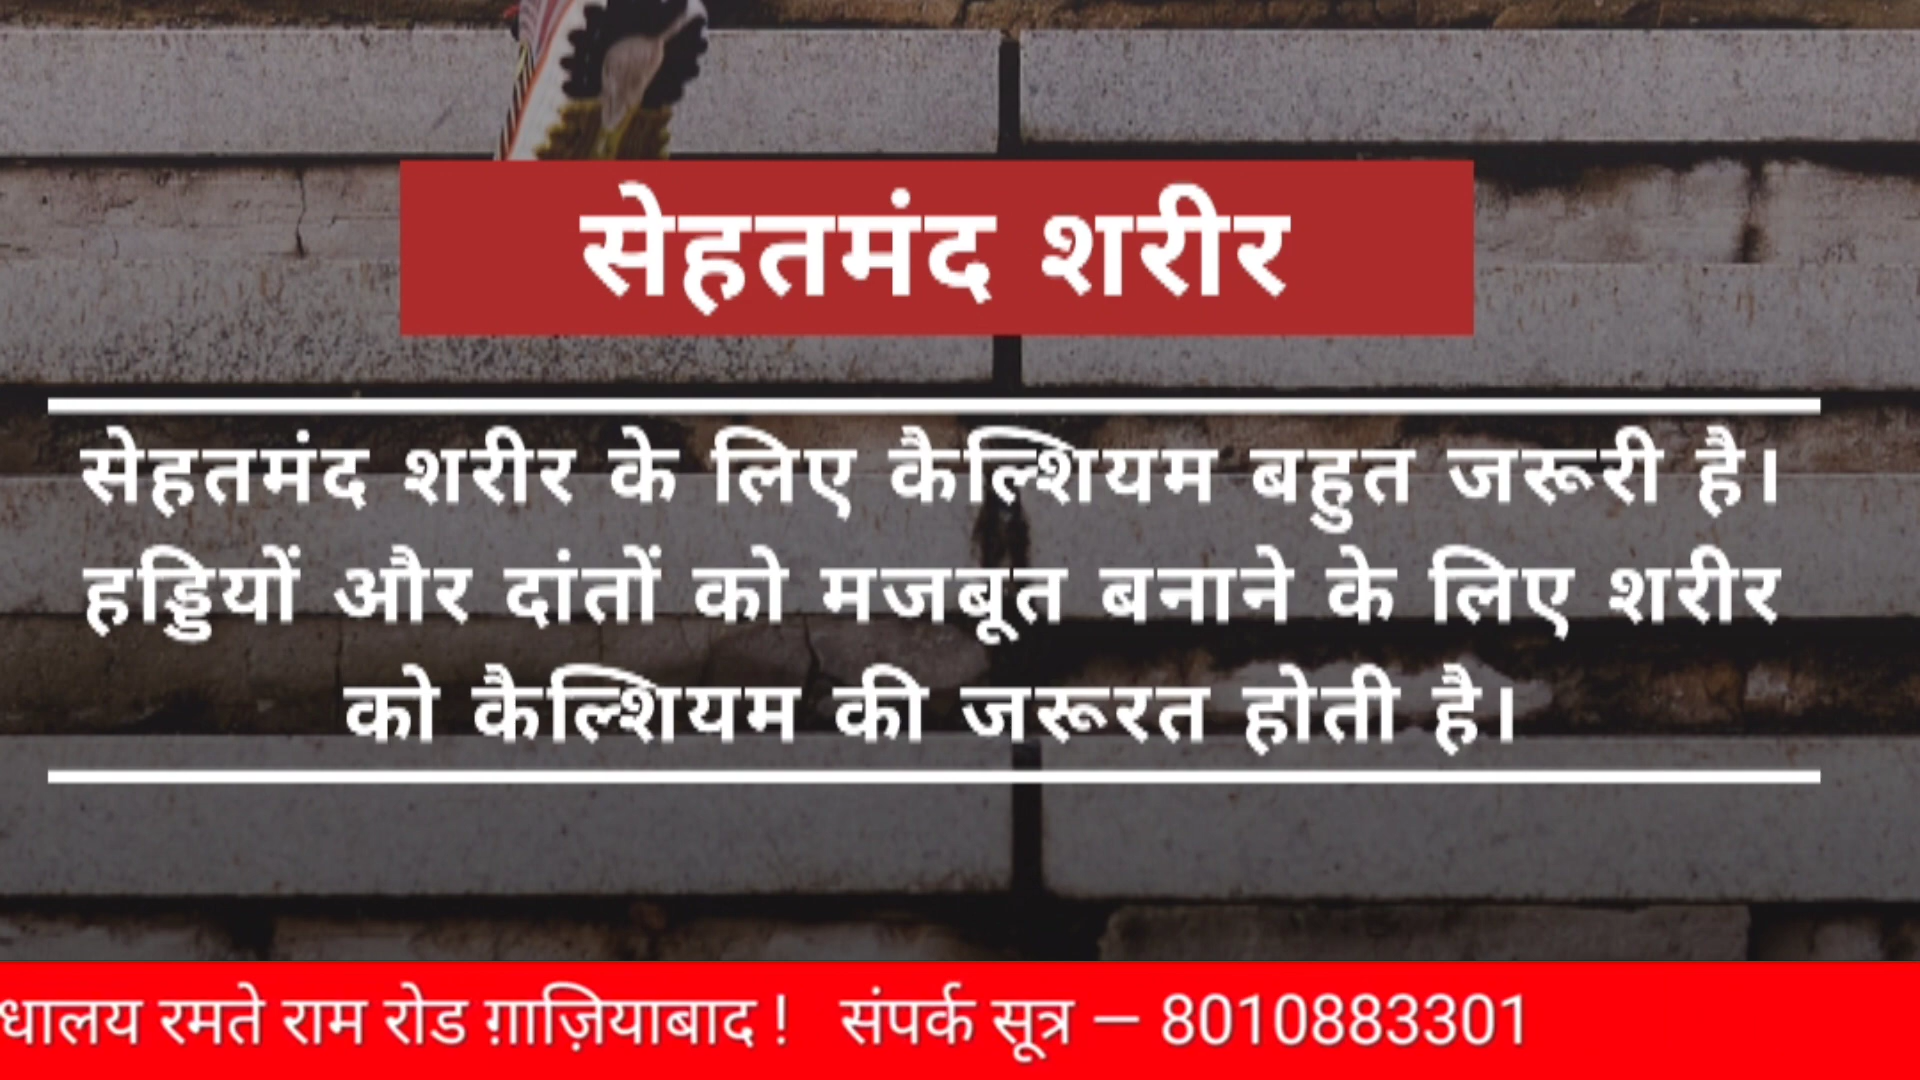 सेहतमंद शरीर
सेहतमंद शरीर के लिए कैल्शियम बहुत जरूरी है।
हड्डियों और दांतों को मजबूत बनाने के लिए शरीर
को कैल्शियम की जरूरत होती है।
धालय रमते राम रोड ग़ाज़ियाबाद ! संपर्क सूत्र — 8010883301